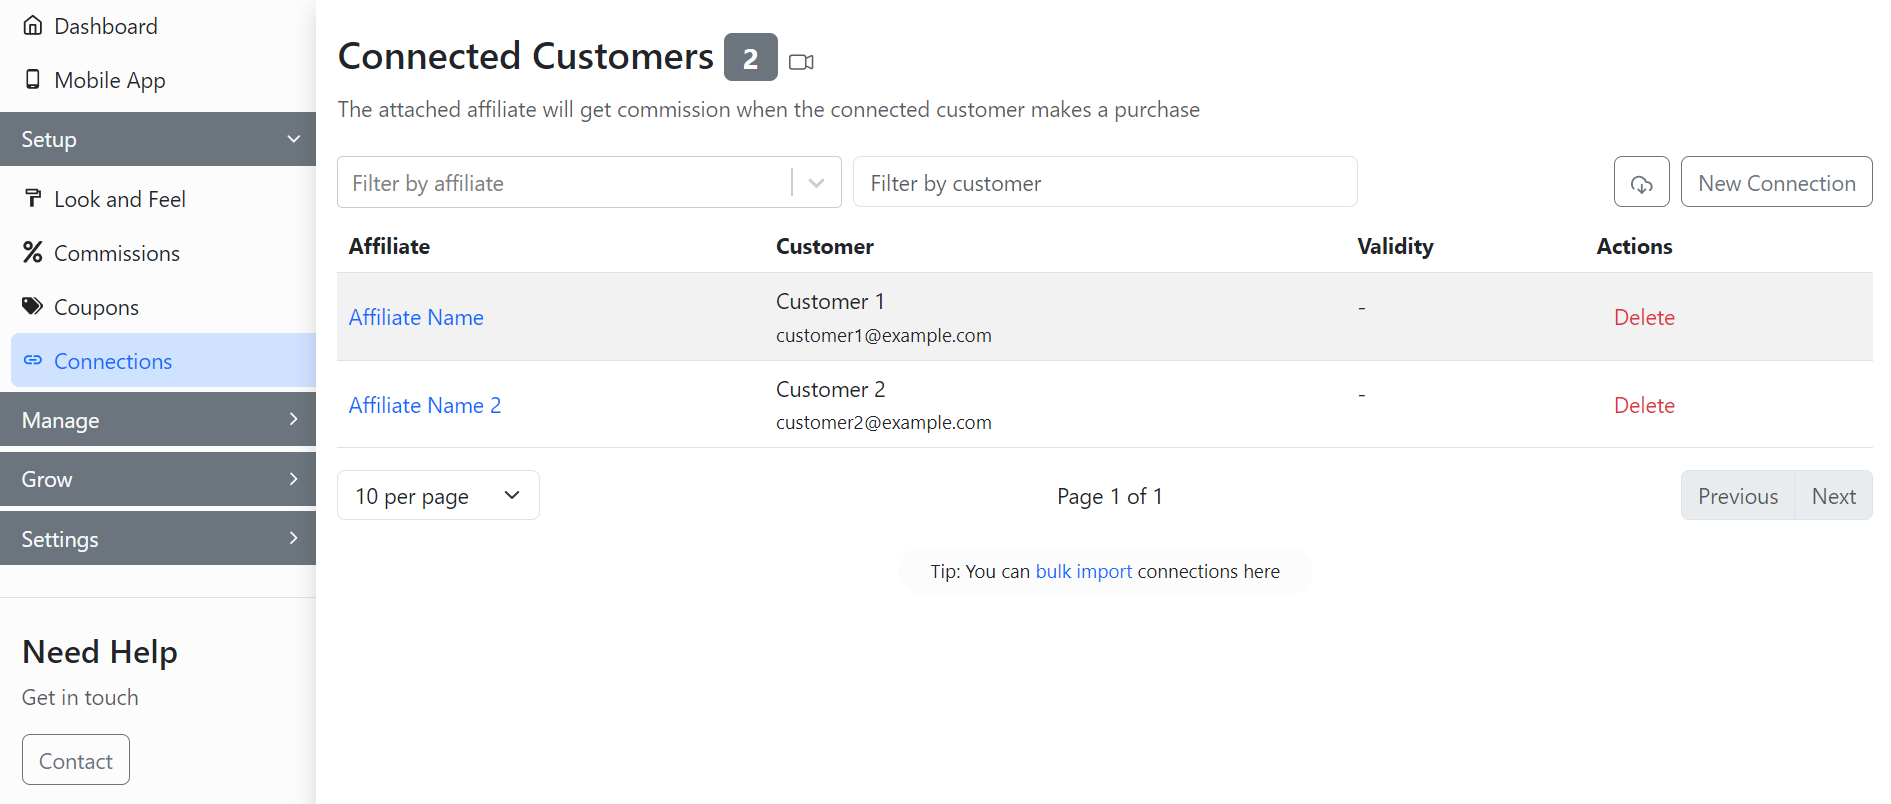 Dashboard
Mobile App
Setup
Look and Feel
Commissions
Coupons
Connections
Manage
Grow
Settings
Need Help
Get in touch
Contact
Connected Customers 2
The attached affiliate will get commission when the connected customer makes a purchase
Filter by affiliate Filter by customer New Connection
Affiliate Customer Validity Actions
Affiliate Name Customer 1 - Delete
customer1@example.com
Affiliate Name 2 Customer 2 - Delete
customer2@example.com
10 per page Page 1 of 1 Previous Next
Tip: You can bulk import connections here